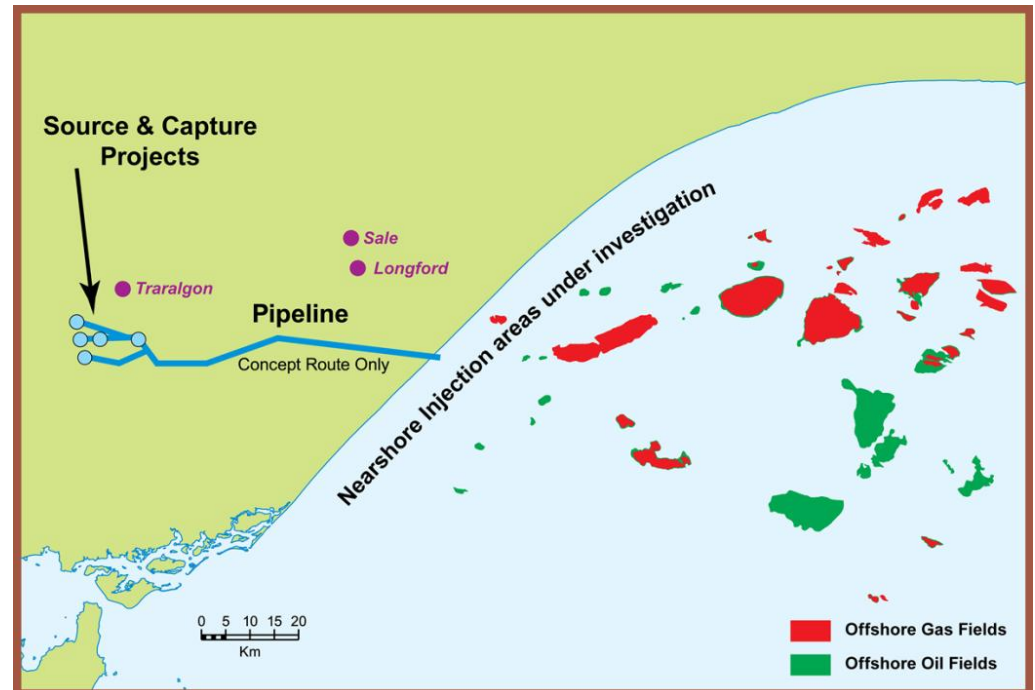 Source & Capture
Projects
Sale
Longford
Traralgon
Pipeline
Concept Route Only
Nearshore Injection areas under investigation
0 5 10 15 20
Km
Offshore Gas Fields
Offshore Oil Fields